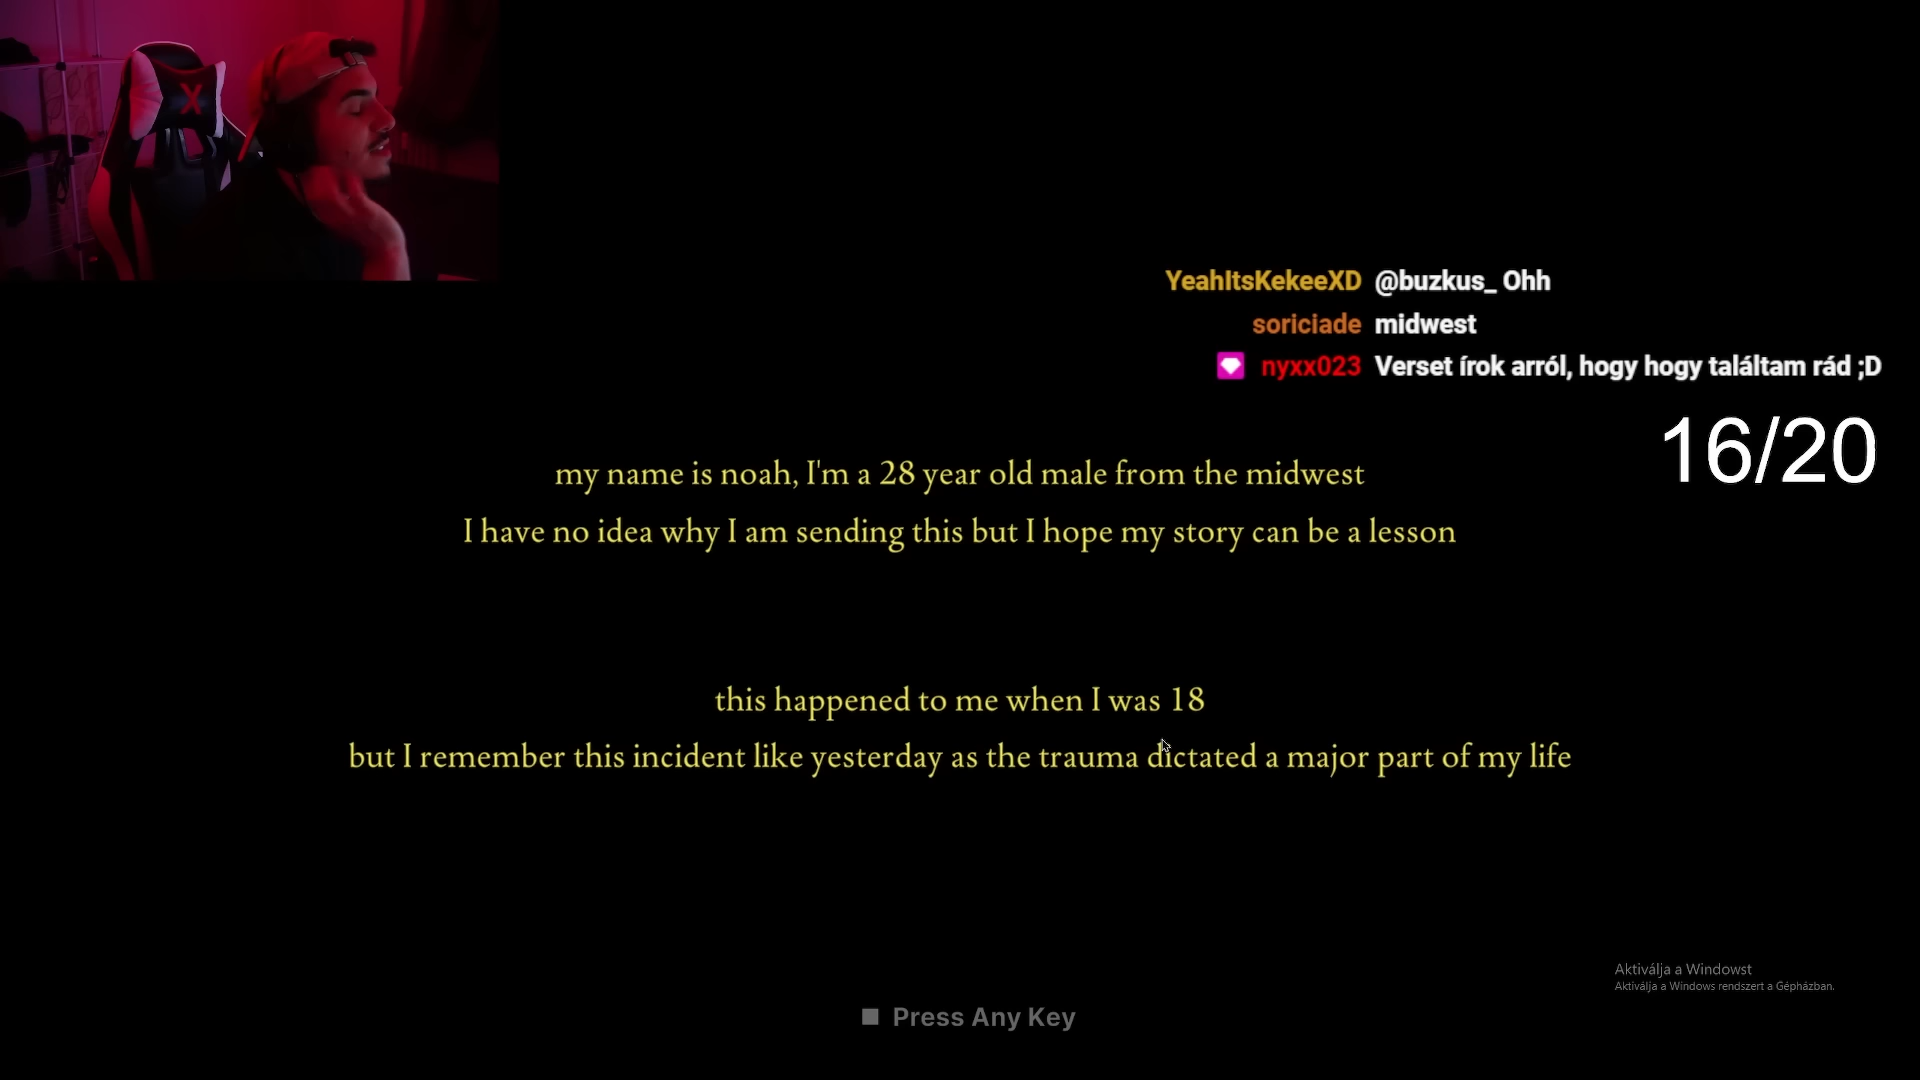 X
YeahItsKekeeXD @buzkus_ Ohh
soriciade midwest
nyxx023 Verset írok arról, hogy hogy találtam rád ;D
16/20
my name is noah, I'm a 28 year old male from the midwest
I have no idea why I am sending this but I hope my story can be a lesson
this happened to me when I was 18
but I remember this incident like yesterday as the trauma dictated a major part of my life
Aktiválja a Windowst
Aktiválja a Windows rendszert a Gépházban.
Press Any Key